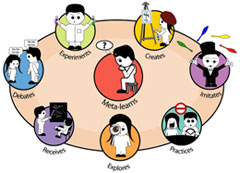 Experiments
Creates
?
Debates
Meta-learns
Imitates
Receives
Practices
Explores